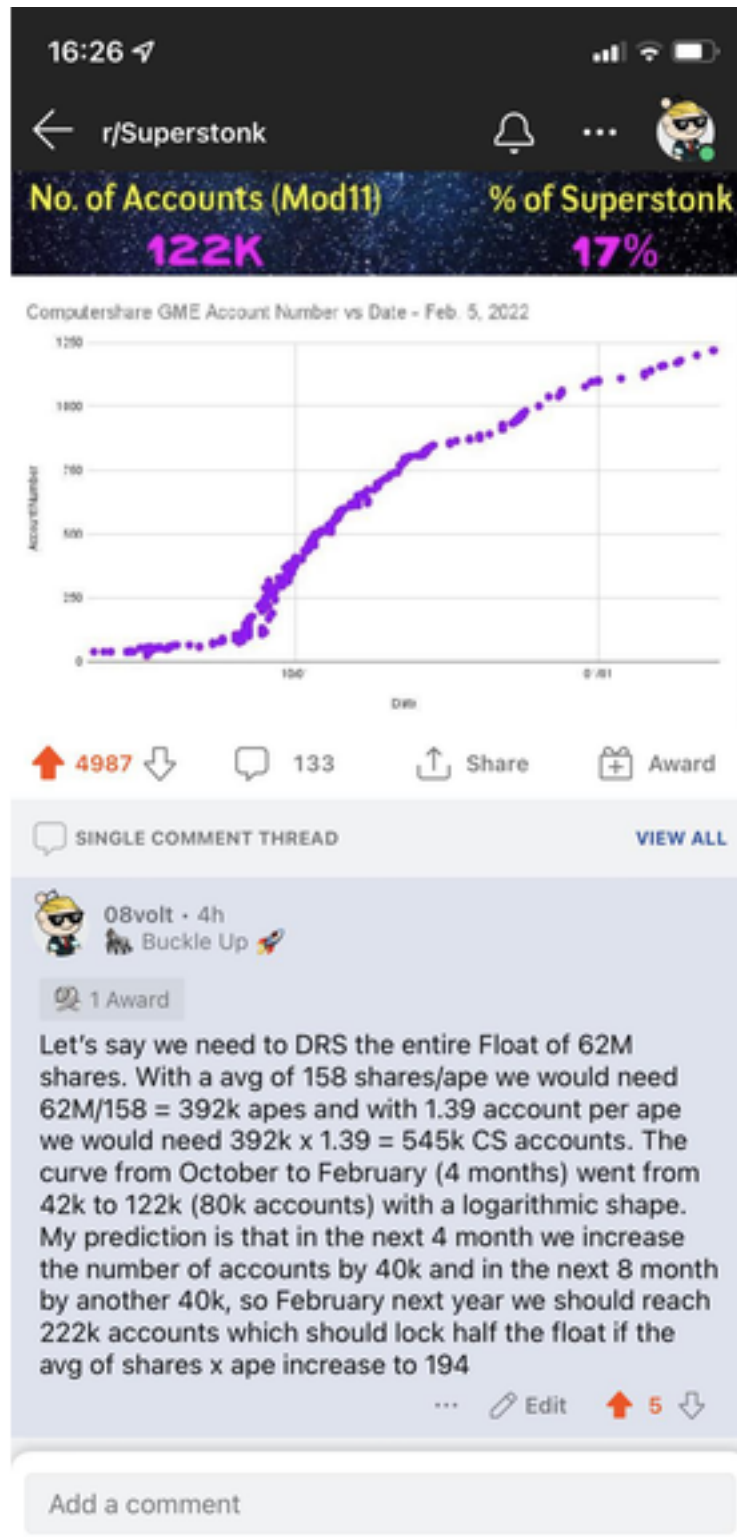 16:26
r/Superstonk
No. of Accounts (Mod11)
% of Superstonk
122K
17%
Computershare GME Account Number vs Date - Feb. 5, 2022
1250
1000
750
500
250
0
Account Number
Date
4987
133
Share
Award
SINGLE COMMENT THREAD
VIEW ALL
08volt • 4h
Buckle Up
1 Award
Let's say we need to DRS the entire Float of 62M
shares. With a avg of 158 shares/ape we would need
62M/158 = 392k apes and with 1.39 account per ape
we would need 392k x 1.39 = 545k CS accounts. The
curve from October to February (4 months) went from
42k to 122k (80k accounts) with a logarithmic shape.
My prediction is that in the next 4 month we increase
the number of accounts by 40k and in the next 8 month
by another 40k, so February next year we should reach
222k accounts which should lock half the float if the
avg of shares x ape increase to 194
Edit
5
Add a comment